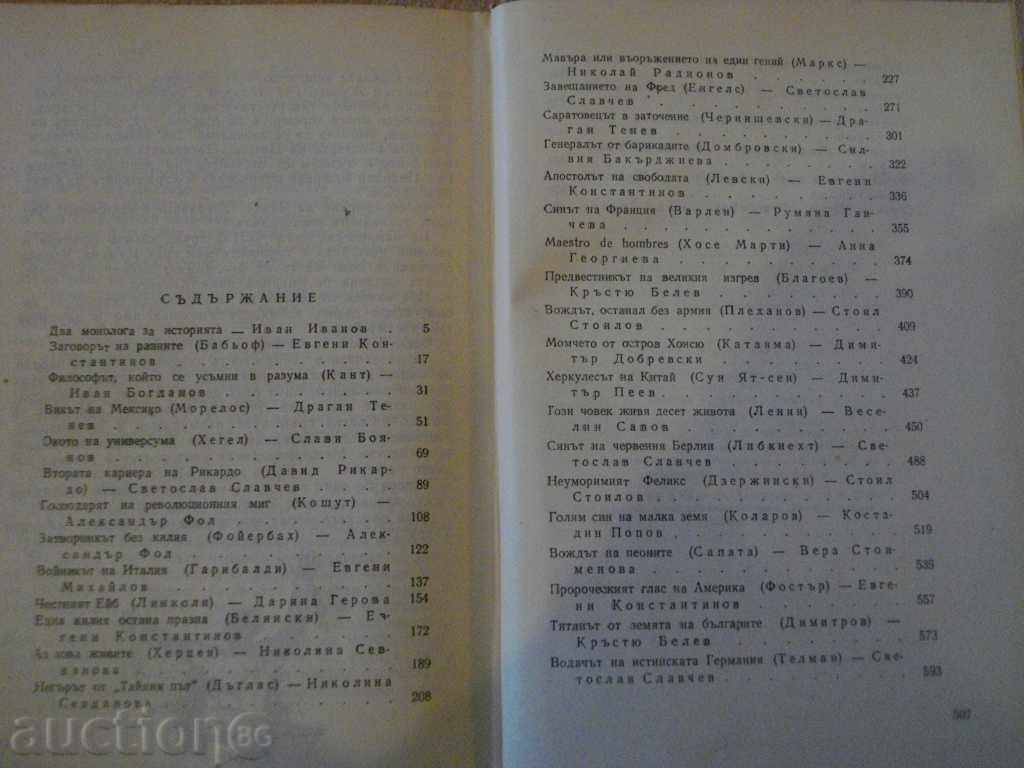 СЪДЪРЖАНИЕ
Два монолога за историята — Иван Иванов . 5
Заговорът на равните (Бабьоф) — Евгени Кон-
стантинов . . . . . . . . . . 17
Философът, който се усъмни в разума (Кант) —
Иван Богданов . . . . . . . . . 31
Викът на Мексико (Морелос) — Драган Те-
нев . . . . . . . . . . . . 51
Окото на универсума (Хегел) — Слави Боя-
нов . . . . . . . . . . . . 69
Втората кариера на Рикардо (Давид Рикар-
до) — Светослав Славчев . . . . . 89
Господарят на революционния миг (Кошут) —
Александър Фол . . . . . . . . 108
Затворникът без килия (Фойербах) — Алек-
сандър Фол . . . . . . . . . . 122
Войникът на Италия (Гарибалди) — Евгени
Михайлов . . . . . . . . . . 137
Честният Ейб (Линколн) — Дарина Герова 154
Една килия остана празна (Белински) — Ев-
гени Константинов . . . . . . . 172
Аз зова живите (Херцен) — Николина Сев-
данова . . . . . . . . . . . 189
Негърът от „Тайния път“ (Дъглас) — Николина
Севданова . . . . . . . . . . 208
Мавъра или въоръжението на един гений (Маркс) —
Николай Радионов . . . . . . . 227
Завещанието на Фред (Енгелс) — Светослав
Славчев . . . . . . . . . . . 271
Саратовецът в заточение (Чернишевски) — Дра-
ган Тенев . . . . . . . . . . 301
Генералът от барикадите (Домбровски) — Сил-
вия Бакърджиева . . . . . . . . 322
Апостолът на свободата (Левски) — Евгени
Константинов . . . . . . . . . 336
Синът на Франция (Варлен) — Румяна Ган-
чева . . . . . . . . . . . . 355
Maestro de hombres (Хосе Марти) — Анна
Георгиева . . . . . . . . . . 374
Предвестникът на великия изгрев (Благоев) —
Кръстю Белев . . . . . . . . . 390
Вождът, останал без армия (Плеханов) — Стоил
Стоилов . . . . . . . . . . . 409
Момчето от остров Хонсю (Катаяма) — Дими-
тър Добревски . . . . . . . . . 424
Херкулесът на Китай (Сун Ят-сен) — Дими-
тър Пеев . . . . . . . . . . . 437
Този човек живя десет живота (Ленин) — Весе-
лин Савов . . . . . . . . . . 450
Синът на червения Берлин (Либкнехт) — Све-
тослав Славчев . . . . . . . . 488
Неуморимият Феликс (Дзержински) — Стоил
Стоилов . . . . . . . . . . . 504
Голям син на малка земя (Коларов) — Коста-
дин Попов . . . . . . . . . . 519
Вождът на пеоните (Сапата) — Вера Стои-
менова . . . . . . . . . . . 535
Пророческият глас на Америка (Фостър) — Евге-
ни Константинов . . . . . . . . 557
Титанът от земята на българите (Димитров) —
Кръстю Белев . . . . . . . . . 573
Водачът на истинската Германия (Телман) — Све-
тослав Славчев . . . . . . . . 593
597
auction BG